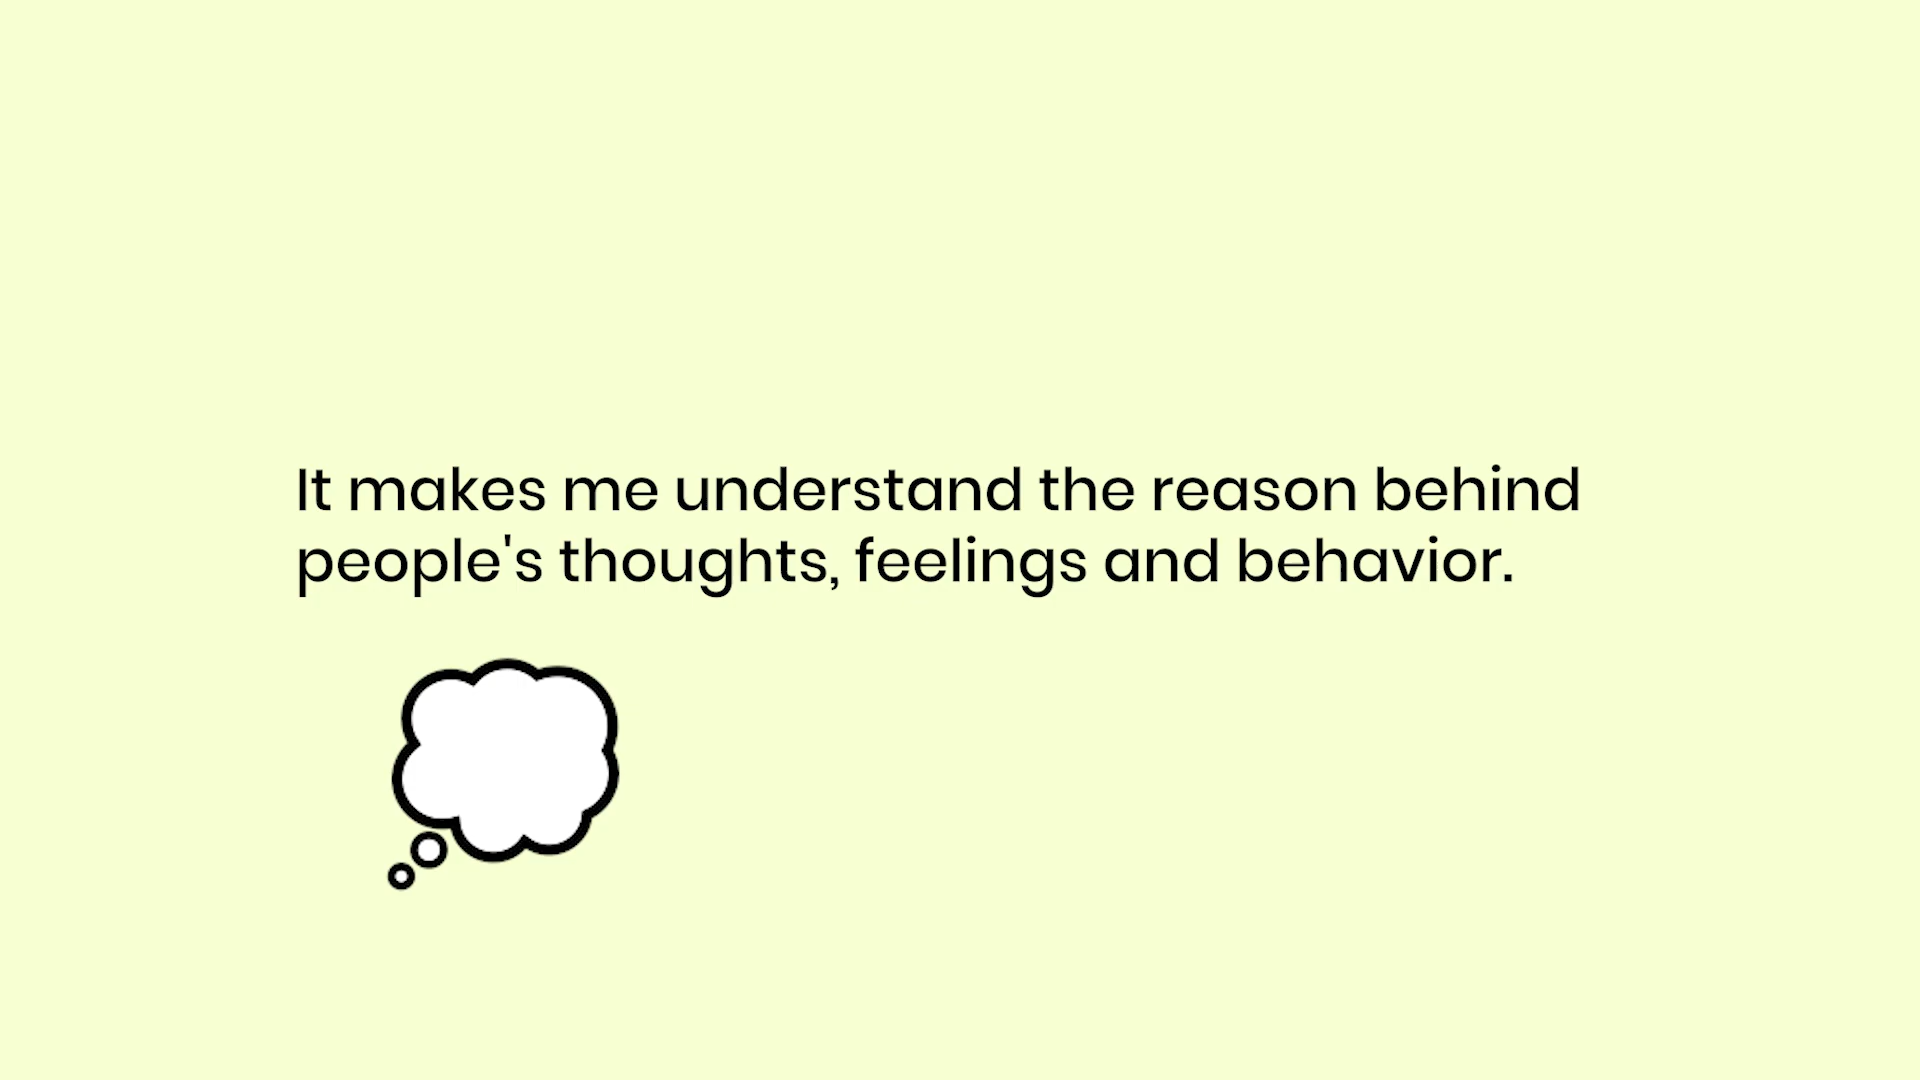 It makes me understand the reason behind
people's thoughts, feelings and behavior.